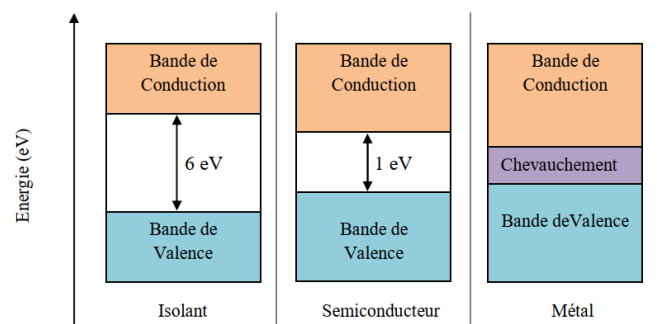 Energie (eV)
Bande de
Conduction
6 eV
Bande de
Valence
Isolant
Bande de
Conduction
1 eV
Bande de
Valence
Semiconducteur
Bande de
Conduction
Chevauchement
Bande deValence
Métal